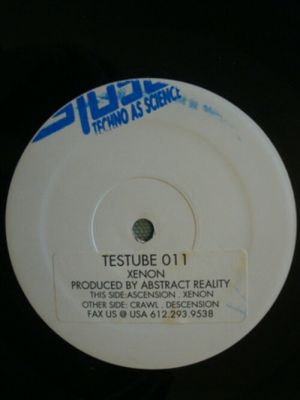 TECHNO AS SCIENCE
TESTUBE 011
XENON
PRODUCED BY ABSTRACT REALITY
THIS SIDE:ASCENSION . XENON
OTHER SIDE: CRAWL . DESCENSION
FAX US @ USA 612.293.9538